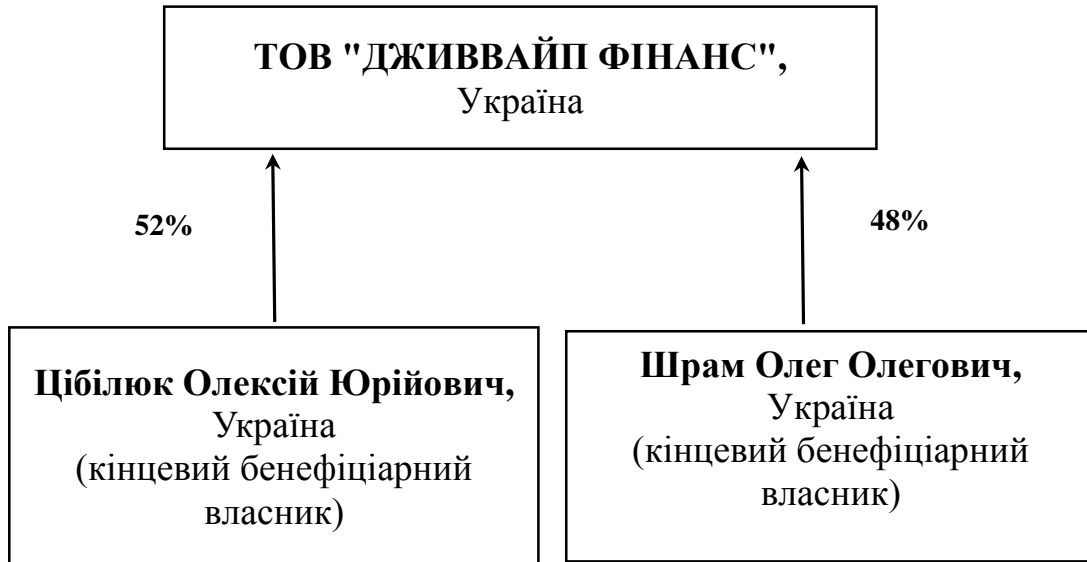 ТОВ "ДЖИВВАЙП ФІНАНС",
Україна
52%
48%
Цібілюк Олексій Юрійович,
Україна
(кінцевий бенефіціарний
власник)
Шрам Олег Олегович,
Україна
(кінцевий бенефіціарний
власник)